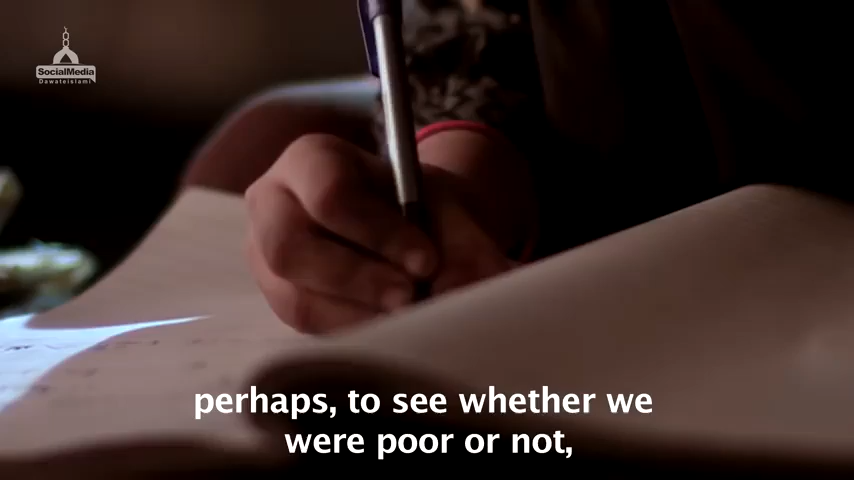 SocialMedia
Dawateislami
perhaps, to see whether we
were poor or not,